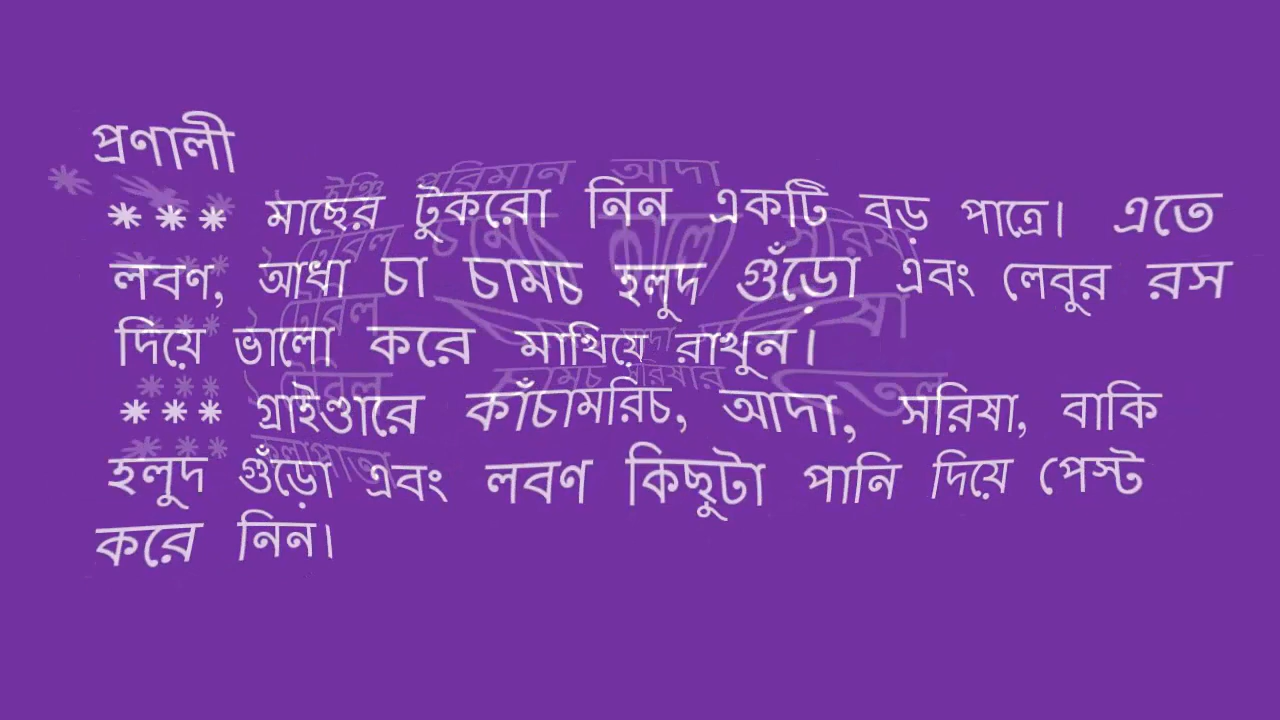 প্রণালী
*** মাছের টুকরো নিন একটি বড় পাত্রে। এতে
লবণ, আধা চা চামচ হলুদ গুঁড়ো এবং লেবুর রস
দিয়ে ভালো করে মাখিয়ে রাখুন।
*** গ্রাইণ্ডারে কাঁচামরিচ, আদা, সরিষা, বাকি
হলুদ গুঁড়ো এবং লবণ কিছুটা পানি দিয়ে পেস্ট
করে নিন।